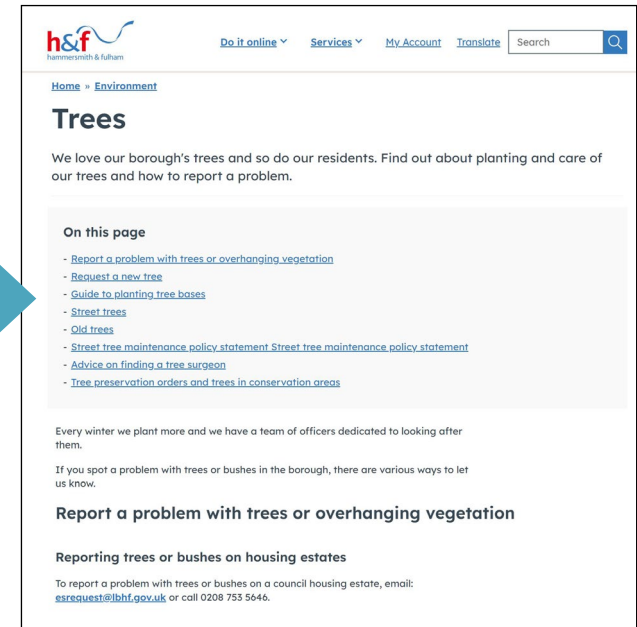 h&f
hammersmith & fulham
Do it online Services My Account Translate Search
Home » Environment
Trees
We love our borough's trees and so do our residents. Find out about planting and care of
our trees and how to report a problem.
On this page
- Report a problem with trees or overhanging vegetation
- Request a new tree
- Guide to planting tree bases
- Street trees
- Old trees
- Street tree maintenance policy statement Street tree maintenance policy statement
- Advice on finding a tree surgeon
- Tree preservation orders and trees in conservation areas
Every winter we plant more and we have a team of officers dedicated to looking after
them.
If you spot a problem with trees or bushes in the borough, there are various ways to let
us know.
Report a problem with trees or overhanging vegetation
Reporting trees or bushes on housing estates
To report a problem with trees or bushes on a council housing estate, email:
esrequest@lbhf.gov.uk or call 0208 753 5646.